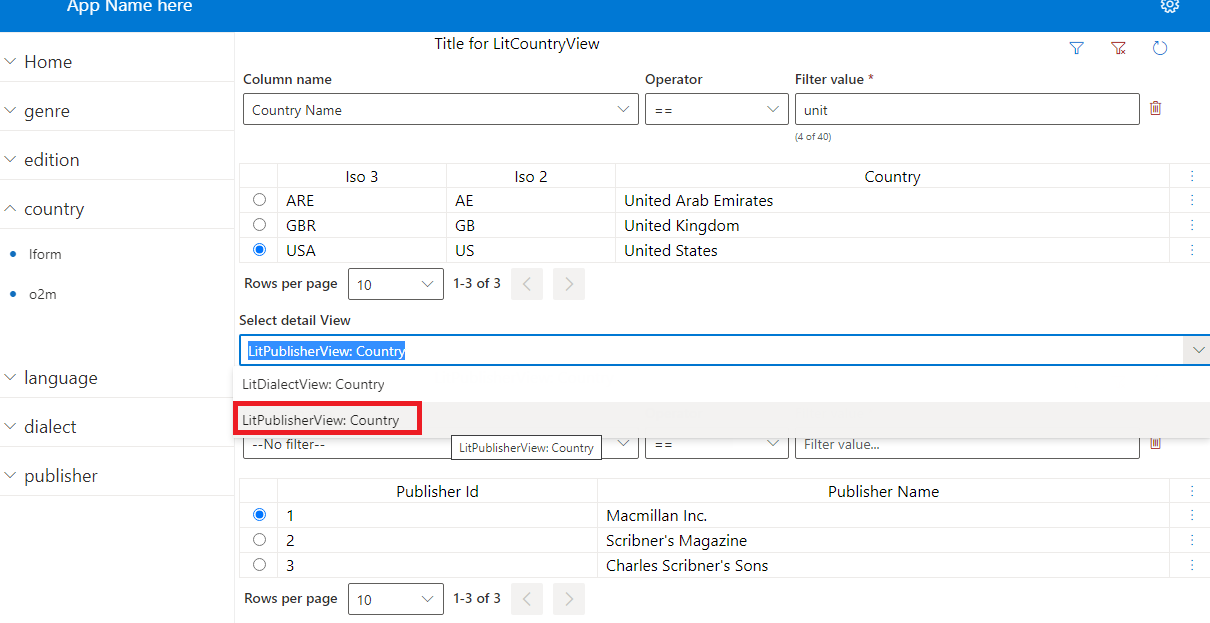 App Name here
Home
genre
edition
country
lform
o2m
language
dialect
publisher
Title for LitCountryView
Column name Operator Filter value *
Country Name == unit
(4 of 40)
Iso 3 Iso 2 Country
ARE AE United Arab Emirates
GBR GB United Kingdom
USA US United States
Rows per page 10 1-3 of 3
Select detail View
LitPublisherView: Country
LitDialectView: Country
LitPublisherView: Country
--No filter-- == Filter value...
LitPublisherView: Country
Publisher Id Publisher Name
1 Macmillan Inc.
2 Scribner's Magazine
3 Charles Scribner's Sons
Rows per page 10 1-3 of 3